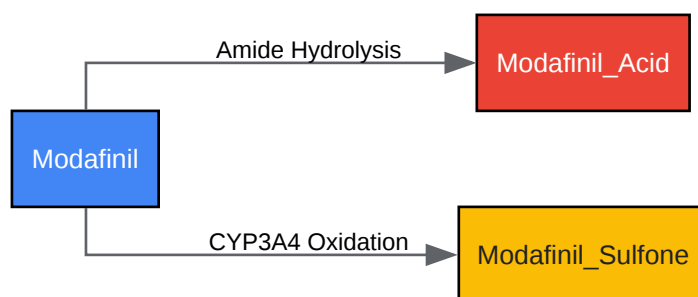 Amide Hydrolysis
Modafinil_Acid
Modafinil
CYP3A4 Oxidation
Modafinil_Sulfone